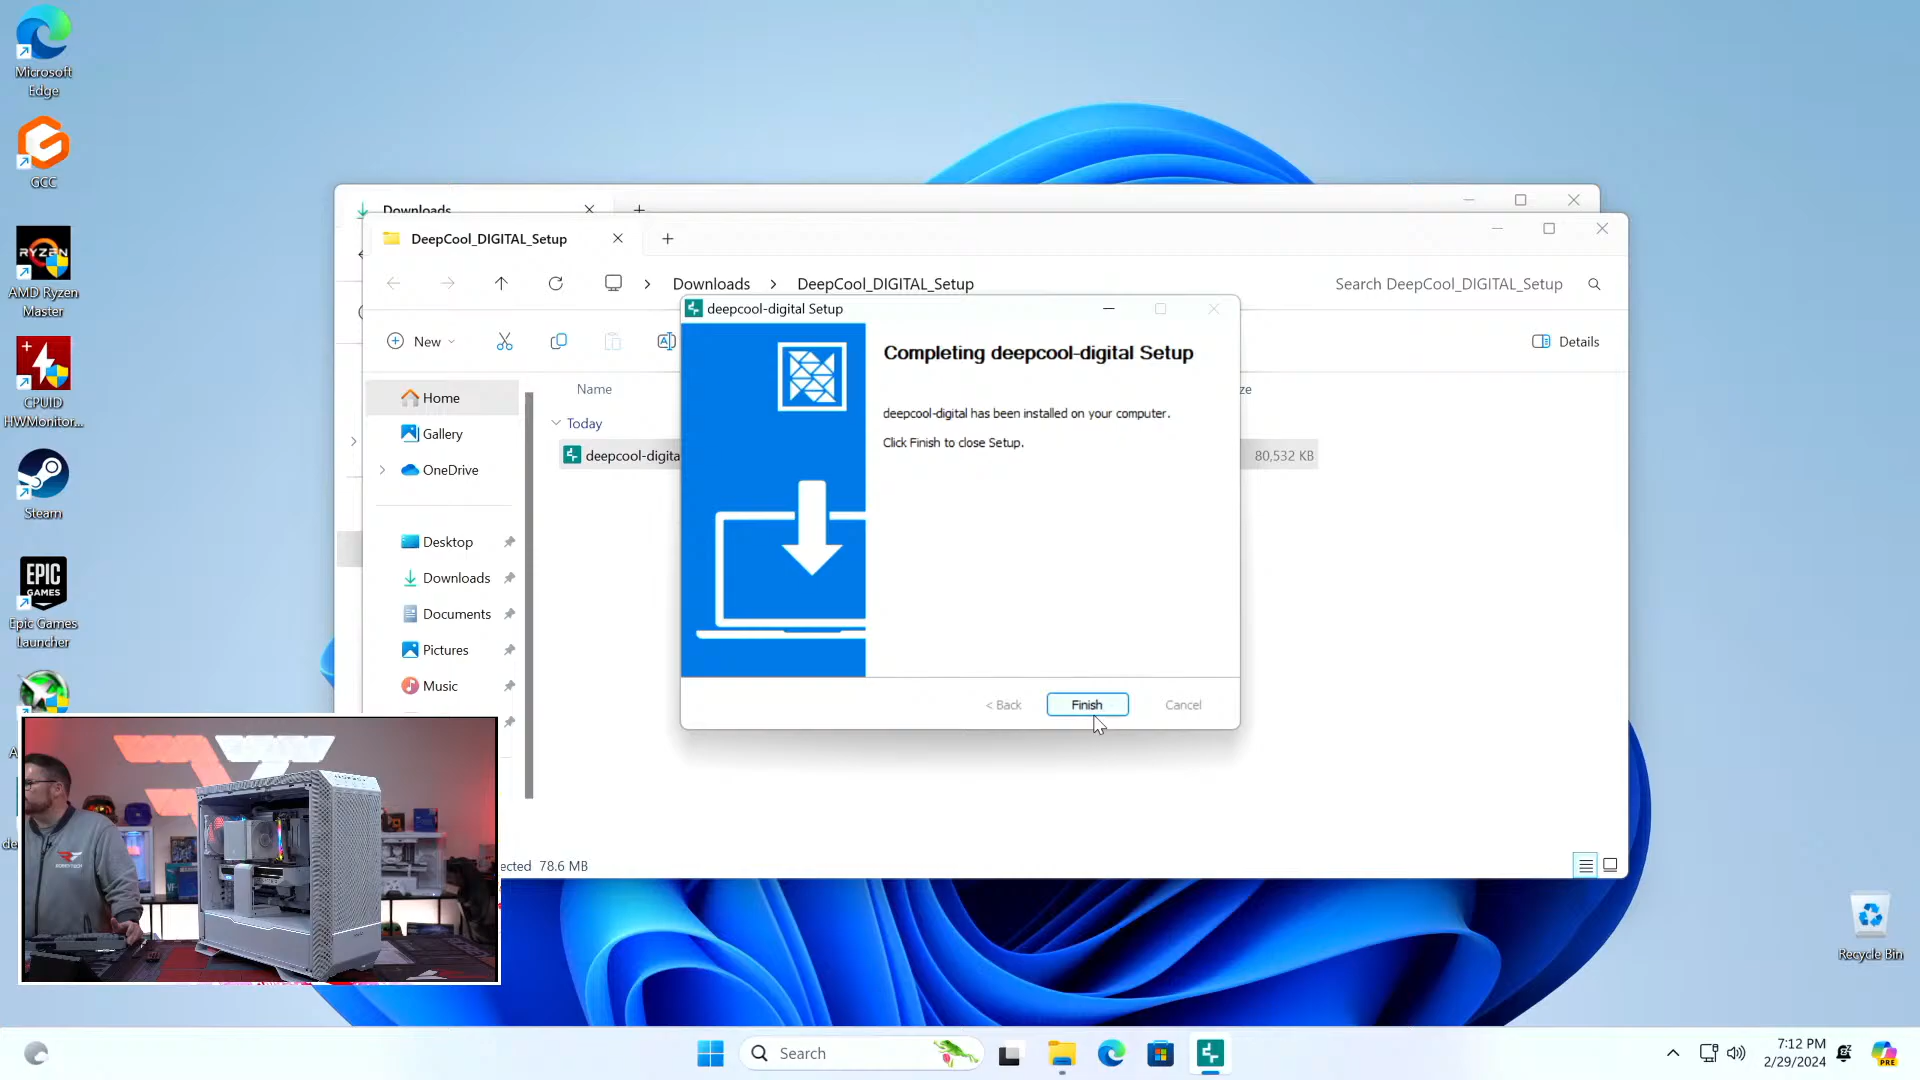 Microsoft
Edge
GCC
RYZEN
AMD Ryzen
Master
CPUID
HWMonitor...
Steam
EPIC
GAMES
Epic Games
Launcher
Downloads
DeepCool_DIGITAL_Setup
Downloads
DeepCool_DIGITAL_Setup
Search DeepCool_DIGITAL_Setup
New
Details
Home
Gallery
OneDrive
Desktop
Downloads
Documents
Pictures
Music
Name
ze
Today
deepcool-digita
80,532 KB
ected 78.6 MB
deepcool-digital Setup
Completing deepcool-digital Setup
deepcool-digital has been installed on your computer.
Click Finish to close Setup.
< Back
Finish
Cancel
Recycle Bin
Search
7:12 PM
2/29/2024
PRE